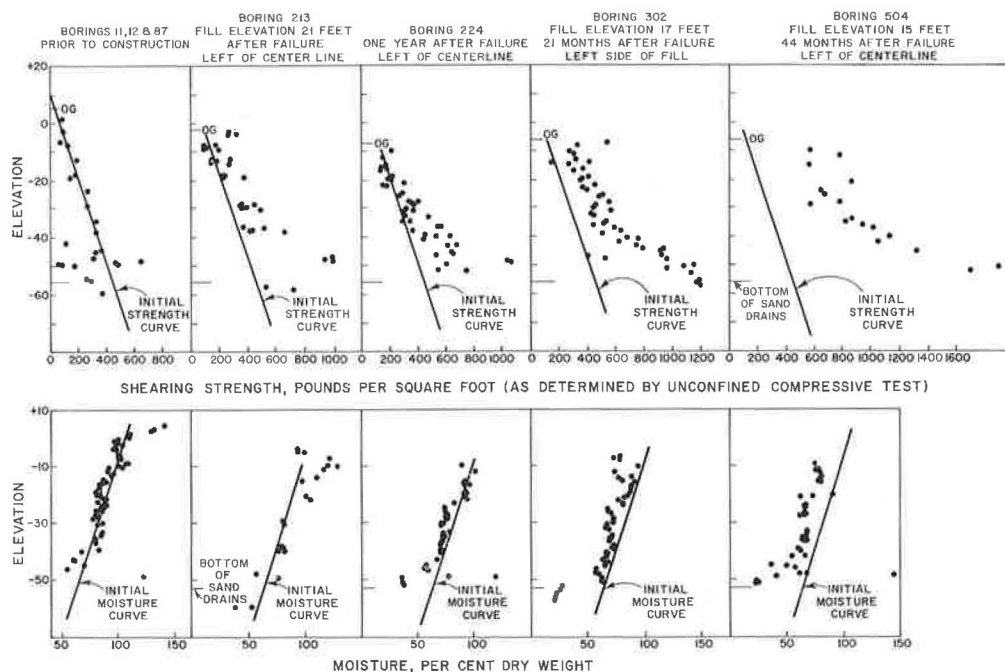 BORINGS 11, 12 & 87
PRIOR TO CONSTRUCTION
BORING 213
FILL ELEVATION 21 FEET
AFTER FAILURE
LEFT OF CENTER LINE
BORING 224
ONE YEAR AFTER FAILURE
LEFT OF CENTERLINE
BORING 302
FILL ELEVATION 17 FEET
21 MONTHS AFTER FAILURE
LEFT SIDE OF FILL
BORING 504
FILL ELEVATION 15 FEET
44 MONTHS AFTER FAILURE
LEFT OF CENTERLINE
ELEVATION
+20
0
-20
-40
-60
-80
OG
OG
OG
OG
OG
INITIAL
STRENGTH
CURVE
INITIAL
STRENGTH
CURVE
INITIAL
STRENGTH
CURVE
INITIAL
STRENGTH
CURVE
BOTTOM
OF SAND
DRAINS
INITIAL
STRENGTH
CURVE
0 200 400 600 800
0 200 400 600 800 1000
0 200 400 600 800 1000
0 200 400 600 800 1000 1200
0 200 400 600 800 1000 1200 1400 1600
SHEARING STRENGTH, POUNDS PER SQUARE FOOT (AS DETERMINED BY UNCONFINED COMPRESSIVE TEST)
ELEVATION
+10
-10
-30
-50
-70
INITIAL
MOISTURE
CURVE
BOTTOM
OF SAND
DRAINS
INITIAL
MOISTURE
CURVE
INITIAL
MOISTURE
CURVE
INITIAL
MOISTURE
CURVE
INITIAL
MOISTURE
CURVE
50 100 150
50 100
50 100
50 100
50 100 150
MOISTURE, PER CENT DRY WEIGHT